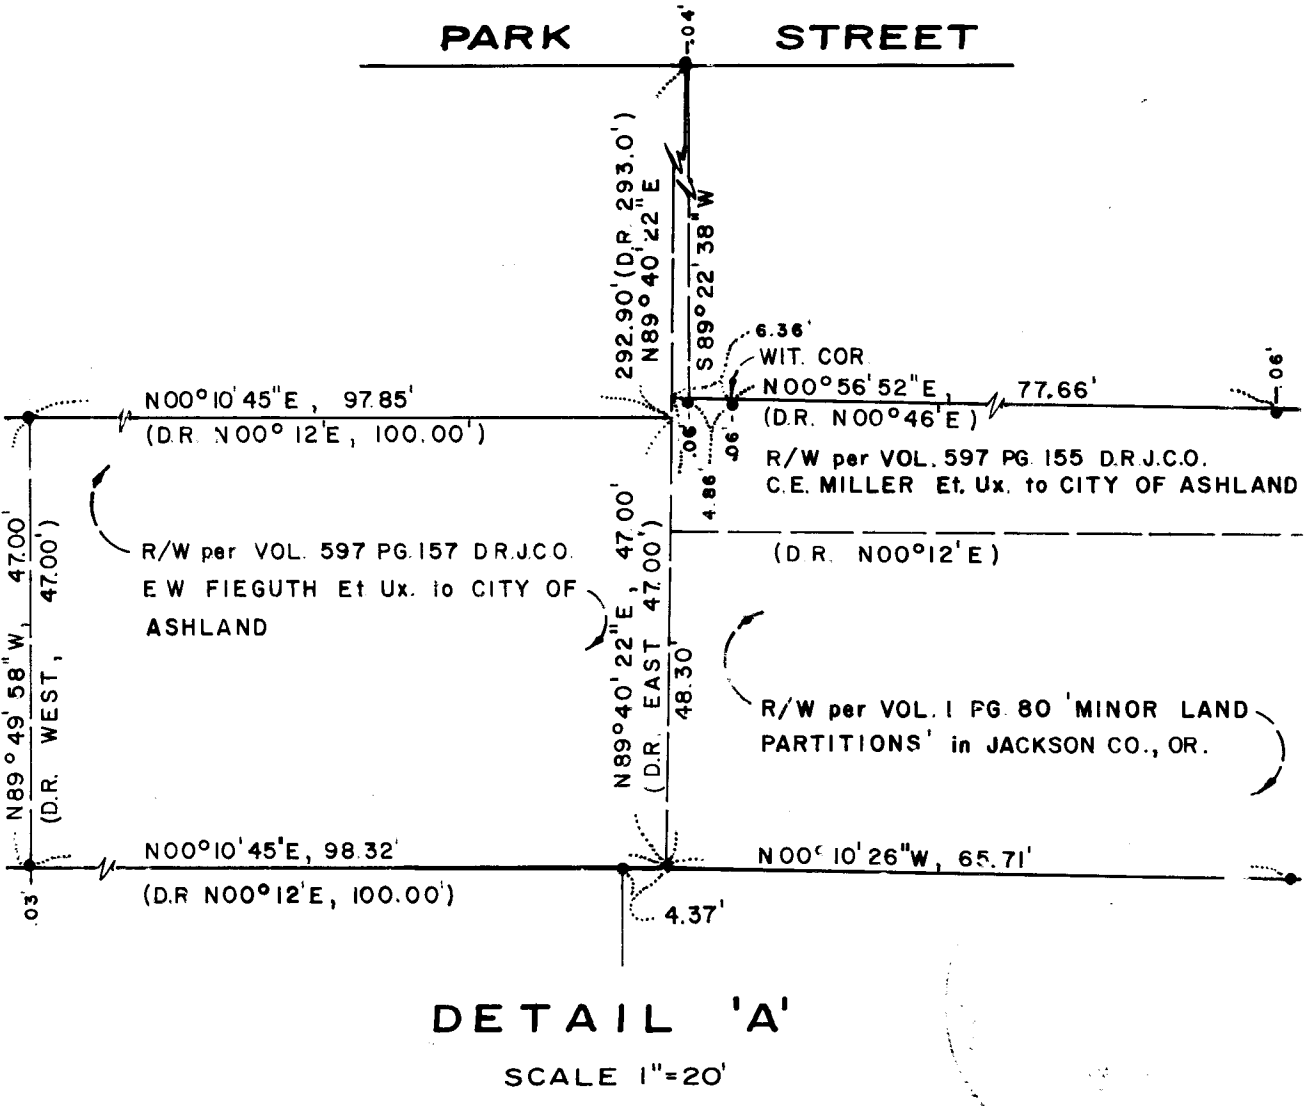 PARK STREET
.04'
292.90' (D.R. 293.0')
N89°40'22"E
S 89°22'38"W
6.36'
WIT. COR.
N00°56'52"E, 77.66'
(D.R. N00°46'E)
.06'
.06
.06
4.86'
N00°10'45"E, 97.85'
(D.R. N00°12'E, 100.00')
R/W per VOL. 597 PG. 155 D.R.J.C.O.
C.E. MILLER Et. Ux. to CITY OF ASHLAND
(D.R. N00°12'E)
R/W per VOL. 597 PG. 157 D.R.J.C.O.
E W FIEGUTH Et Ux. to CITY OF
ASHLAND
N89°49'58"W, 47.00'
(D.R. WEST, 47.00')
N89°40'22"E, 47.00'
(D.R. EAST 47.00')
48.30'
R/W per VOL. 1 PG. 80 'MINOR LAND
PARTITIONS' in JACKSON CO., OR.
N00°10'45"E, 98.32'
(D.R N00°12'E, 100.00')
.03'
N00°10'26"W, 65.71'
4.37'
DETAIL 'A'
SCALE 1"=20'